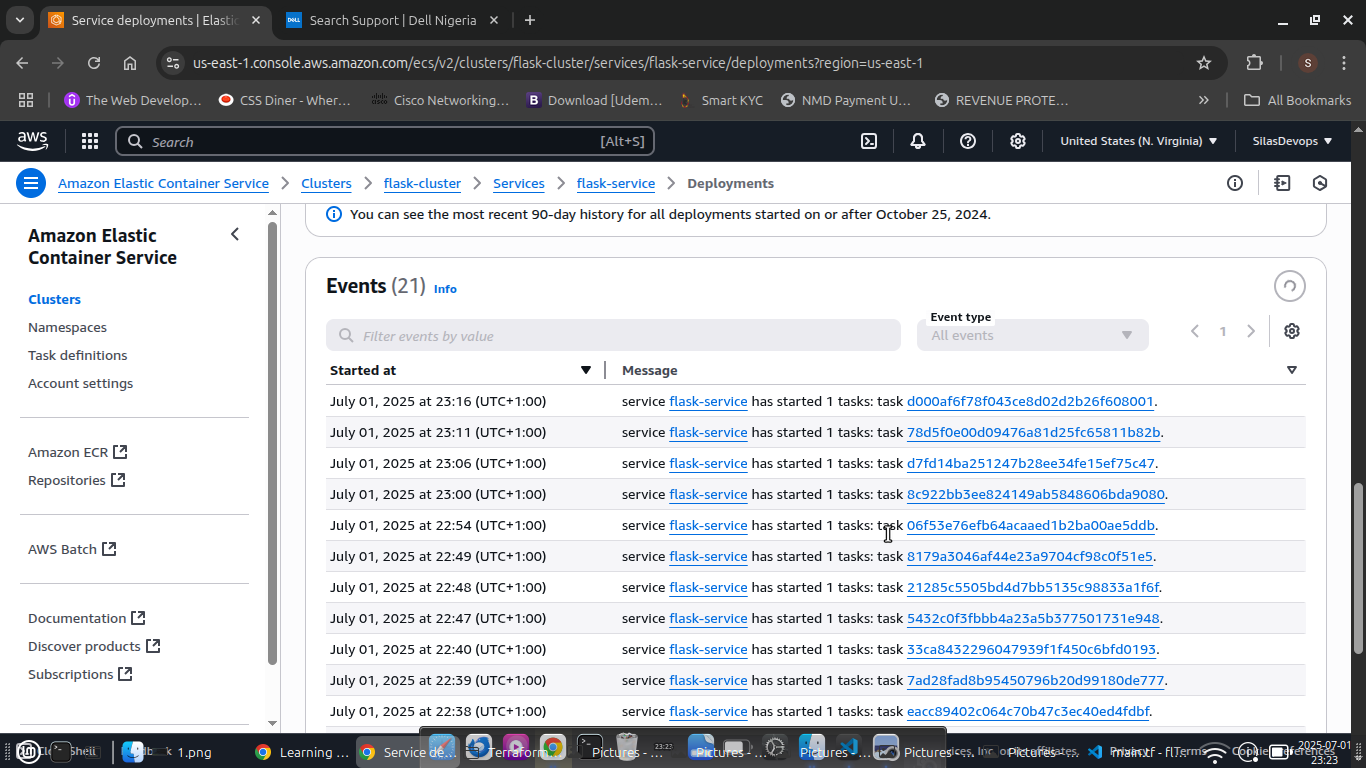 Service deployments | Elastic
Search Support | Dell Nigeria
us-east-1.console.aws.amazon.com/ecs/v2/clusters/flask-cluster/services/flask-service/deployments?region=us-east-1
S
The Web Develop...
CSS Diner - Wher...
Cisco Networking...
Download [Udem...
Smart KYC
NMD Payment U...
REVENUE PROTE...
All Bookmarks
aws
Search
[Alt+S]
United States (N. Virginia)
SilasDevops
Amazon Elastic Container Service
Clusters
flask-cluster
Services
flask-service
Deployments
Amazon Elastic
Container Service
Clusters
Namespaces
Task definitions
Account settings
Amazon ECR
Repositories
AWS Batch
Documentation
Discover products
Subscriptions
You can see the most recent 90-day history for all deployments started on or after October 25, 2024.
Events (21) Info
Filter events by value
Event type
All events
1
Started at Message
July 01, 2025 at 23:16 (UTC+1:00) service flask-service has started 1 tasks: task d000af6f78f043ce8d02d2b26f608001.
July 01, 2025 at 23:11 (UTC+1:00) service flask-service has started 1 tasks: task 78d5f0e00d09476a81d25fc65811b82b.
July 01, 2025 at 23:06 (UTC+1:00) service flask-service has started 1 tasks: task d7fd14ba251247b28ee34fe15ef75c47.
July 01, 2025 at 23:00 (UTC+1:00) service flask-service has started 1 tasks: task 8c922bb3ee824149ab5848606bda9080.
July 01, 2025 at 22:54 (UTC+1:00) service flask-service has started 1 tasks: task 06f53e76efb64acaaed1b2ba00ae5ddb.
July 01, 2025 at 22:49 (UTC+1:00) service flask-service has started 1 tasks: task 8179a3046af44e23a9704cf98c0f51e5.
July 01, 2025 at 22:48 (UTC+1:00) service flask-service has started 1 tasks: task 21285c5505bd4d7bb5135c98833a1f6f.
July 01, 2025 at 22:47 (UTC+1:00) service flask-service has started 1 tasks: task 5432c0f3fbbb4a23a5b377501731e948.
July 01, 2025 at 22:40 (UTC+1:00) service flask-service has started 1 tasks: task 33ca8432296047939f1f450c6bfd0193.
July 01, 2025 at 22:39 (UTC+1:00) service flask-service has started 1 tasks: task 7ad28fad8b95450796b20d99180de777.
July 01, 2025 at 22:38 (UTC+1:00) service flask-service has started 1 tasks: task eacc89402c064c70b47c3ec40ed4fdbf.
1.png
Learning ...
Service de...
Terraform
Pictures - ...
23:23
Pictures - ...
Pictures - ...
Pictures - ...
Pictures - ...
main.tf - fl...
2025-07-01
23:23